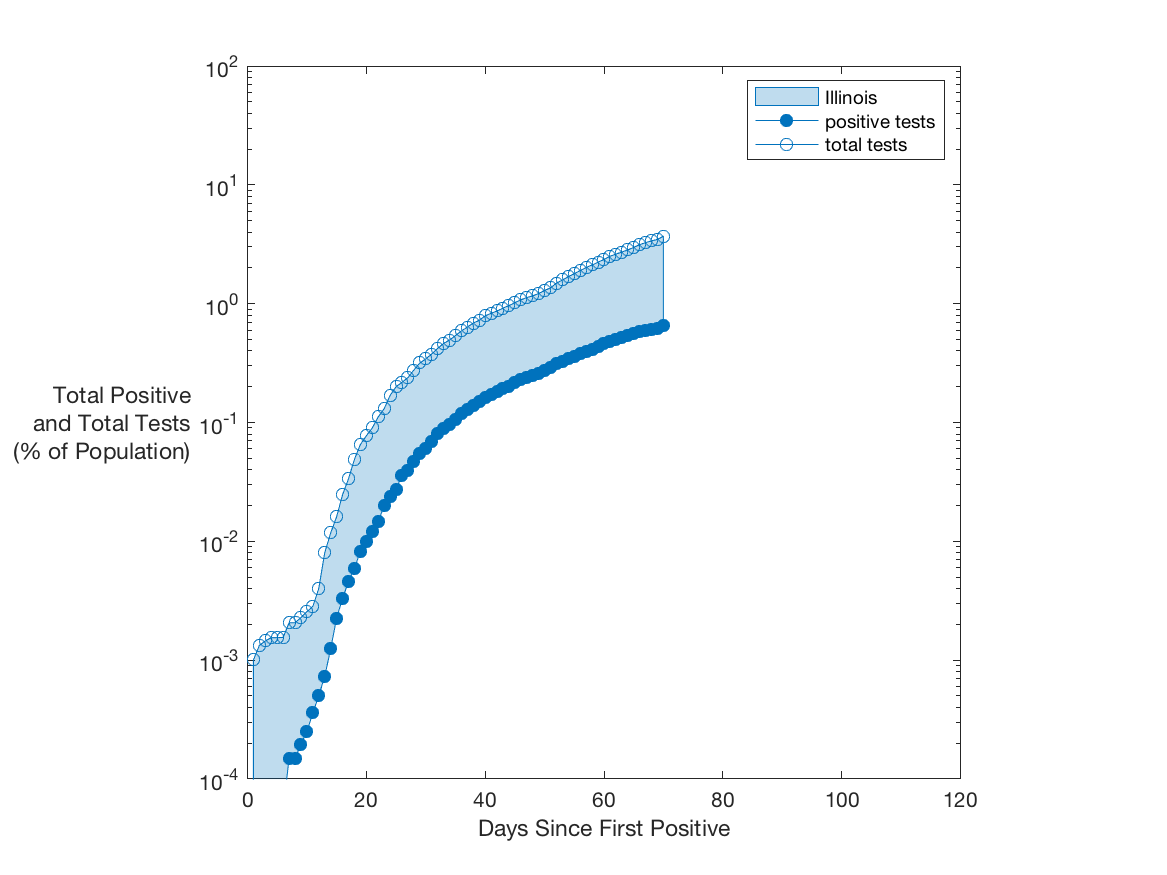 Illinois
positive tests
total tests
10^2
10^1
10^0
10^-1
10^-2
10^-3
10^-4
Total Positive
and Total Tests
(% of Population)
0 20 40 60 80 100 120
Days Since First Positive